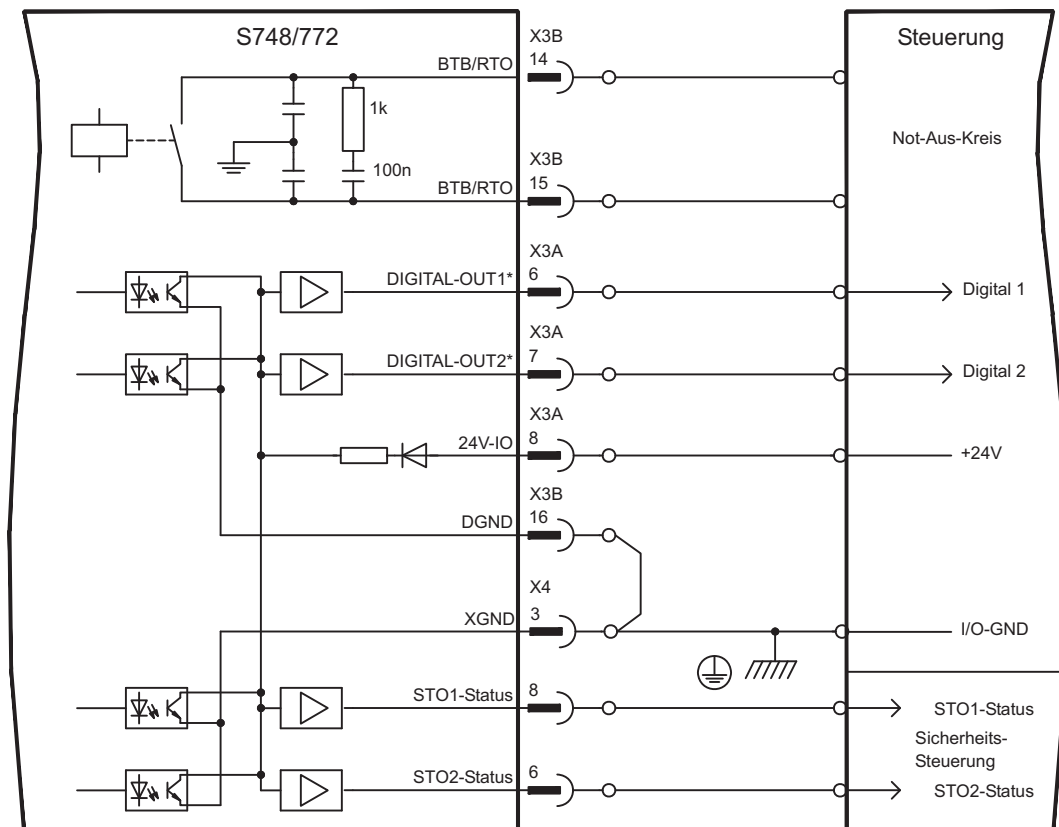 S748/772
Steuerung
X3B
BTB/RTO
14
1k
Not-Aus-Kreis
100n
X3B
BTB/RTO
15
X3A
DIGITAL-OUT1*
6
Digital 1
X3A
DIGITAL-OUT2*
7
Digital 2
X3A
24V-IO
8
+24V
X3B
DGND
16
X4
XGND
3
I/O-GND
STO1-Status
8
STO1-Status
Sicherheits-
Steuerung
STO2-Status
6
STO2-Status